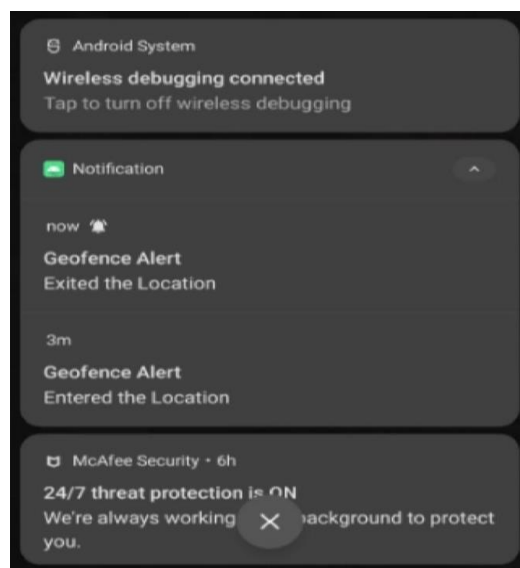 Android System
Wireless debugging connected
Tap to turn off wireless debugging
Notification
now
Geofence Alert
Exited the Location
3m
Geofence Alert
Entered the Location
McAfee Security • 6h
24/7 threat protection is ON
We're always working background to protect
you.